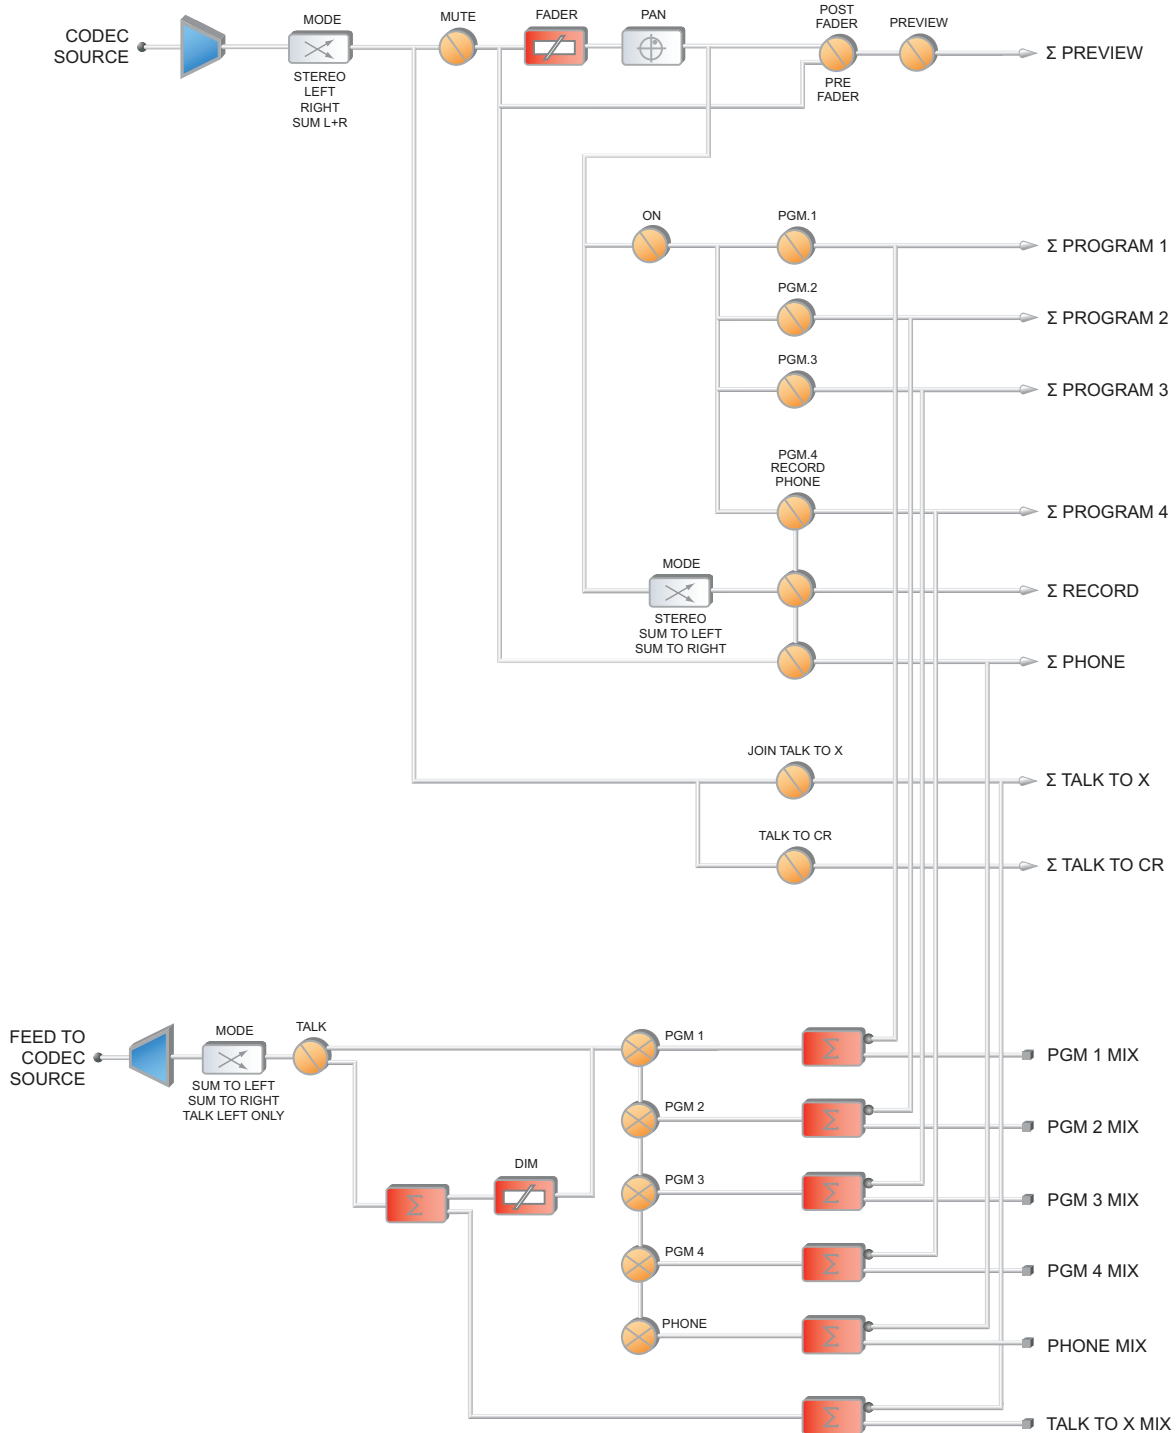 CODEC
SOURCE
MODE
STEREO
LEFT
RIGHT
SUM L+R
MUTE
FADER
PAN
POST
FADER
PRE
FADER
PREVIEW
Σ PREVIEW
ON
PGM.1
Σ PROGRAM 1
PGM.2
Σ PROGRAM 2
PGM.3
Σ PROGRAM 3
PGM.4
RECORD
PHONE
Σ PROGRAM 4
MODE
STEREO
SUM TO LEFT
SUM TO RIGHT
Σ RECORD
Σ PHONE
JOIN TALK TO X
Σ TALK TO X
TALK TO CR
Σ TALK TO CR
FEED TO
CODEC
SOURCE
MODE
SUM TO LEFT
SUM TO RIGHT
TALK LEFT ONLY
TALK
PGM 1
Σ
PGM 1 MIX
PGM 2
Σ
PGM 2 MIX
DIM
Σ
PGM 3
Σ
PGM 3 MIX
PGM 4
Σ
PGM 4 MIX
PHONE
Σ
PHONE MIX
Σ
TALK TO X MIX